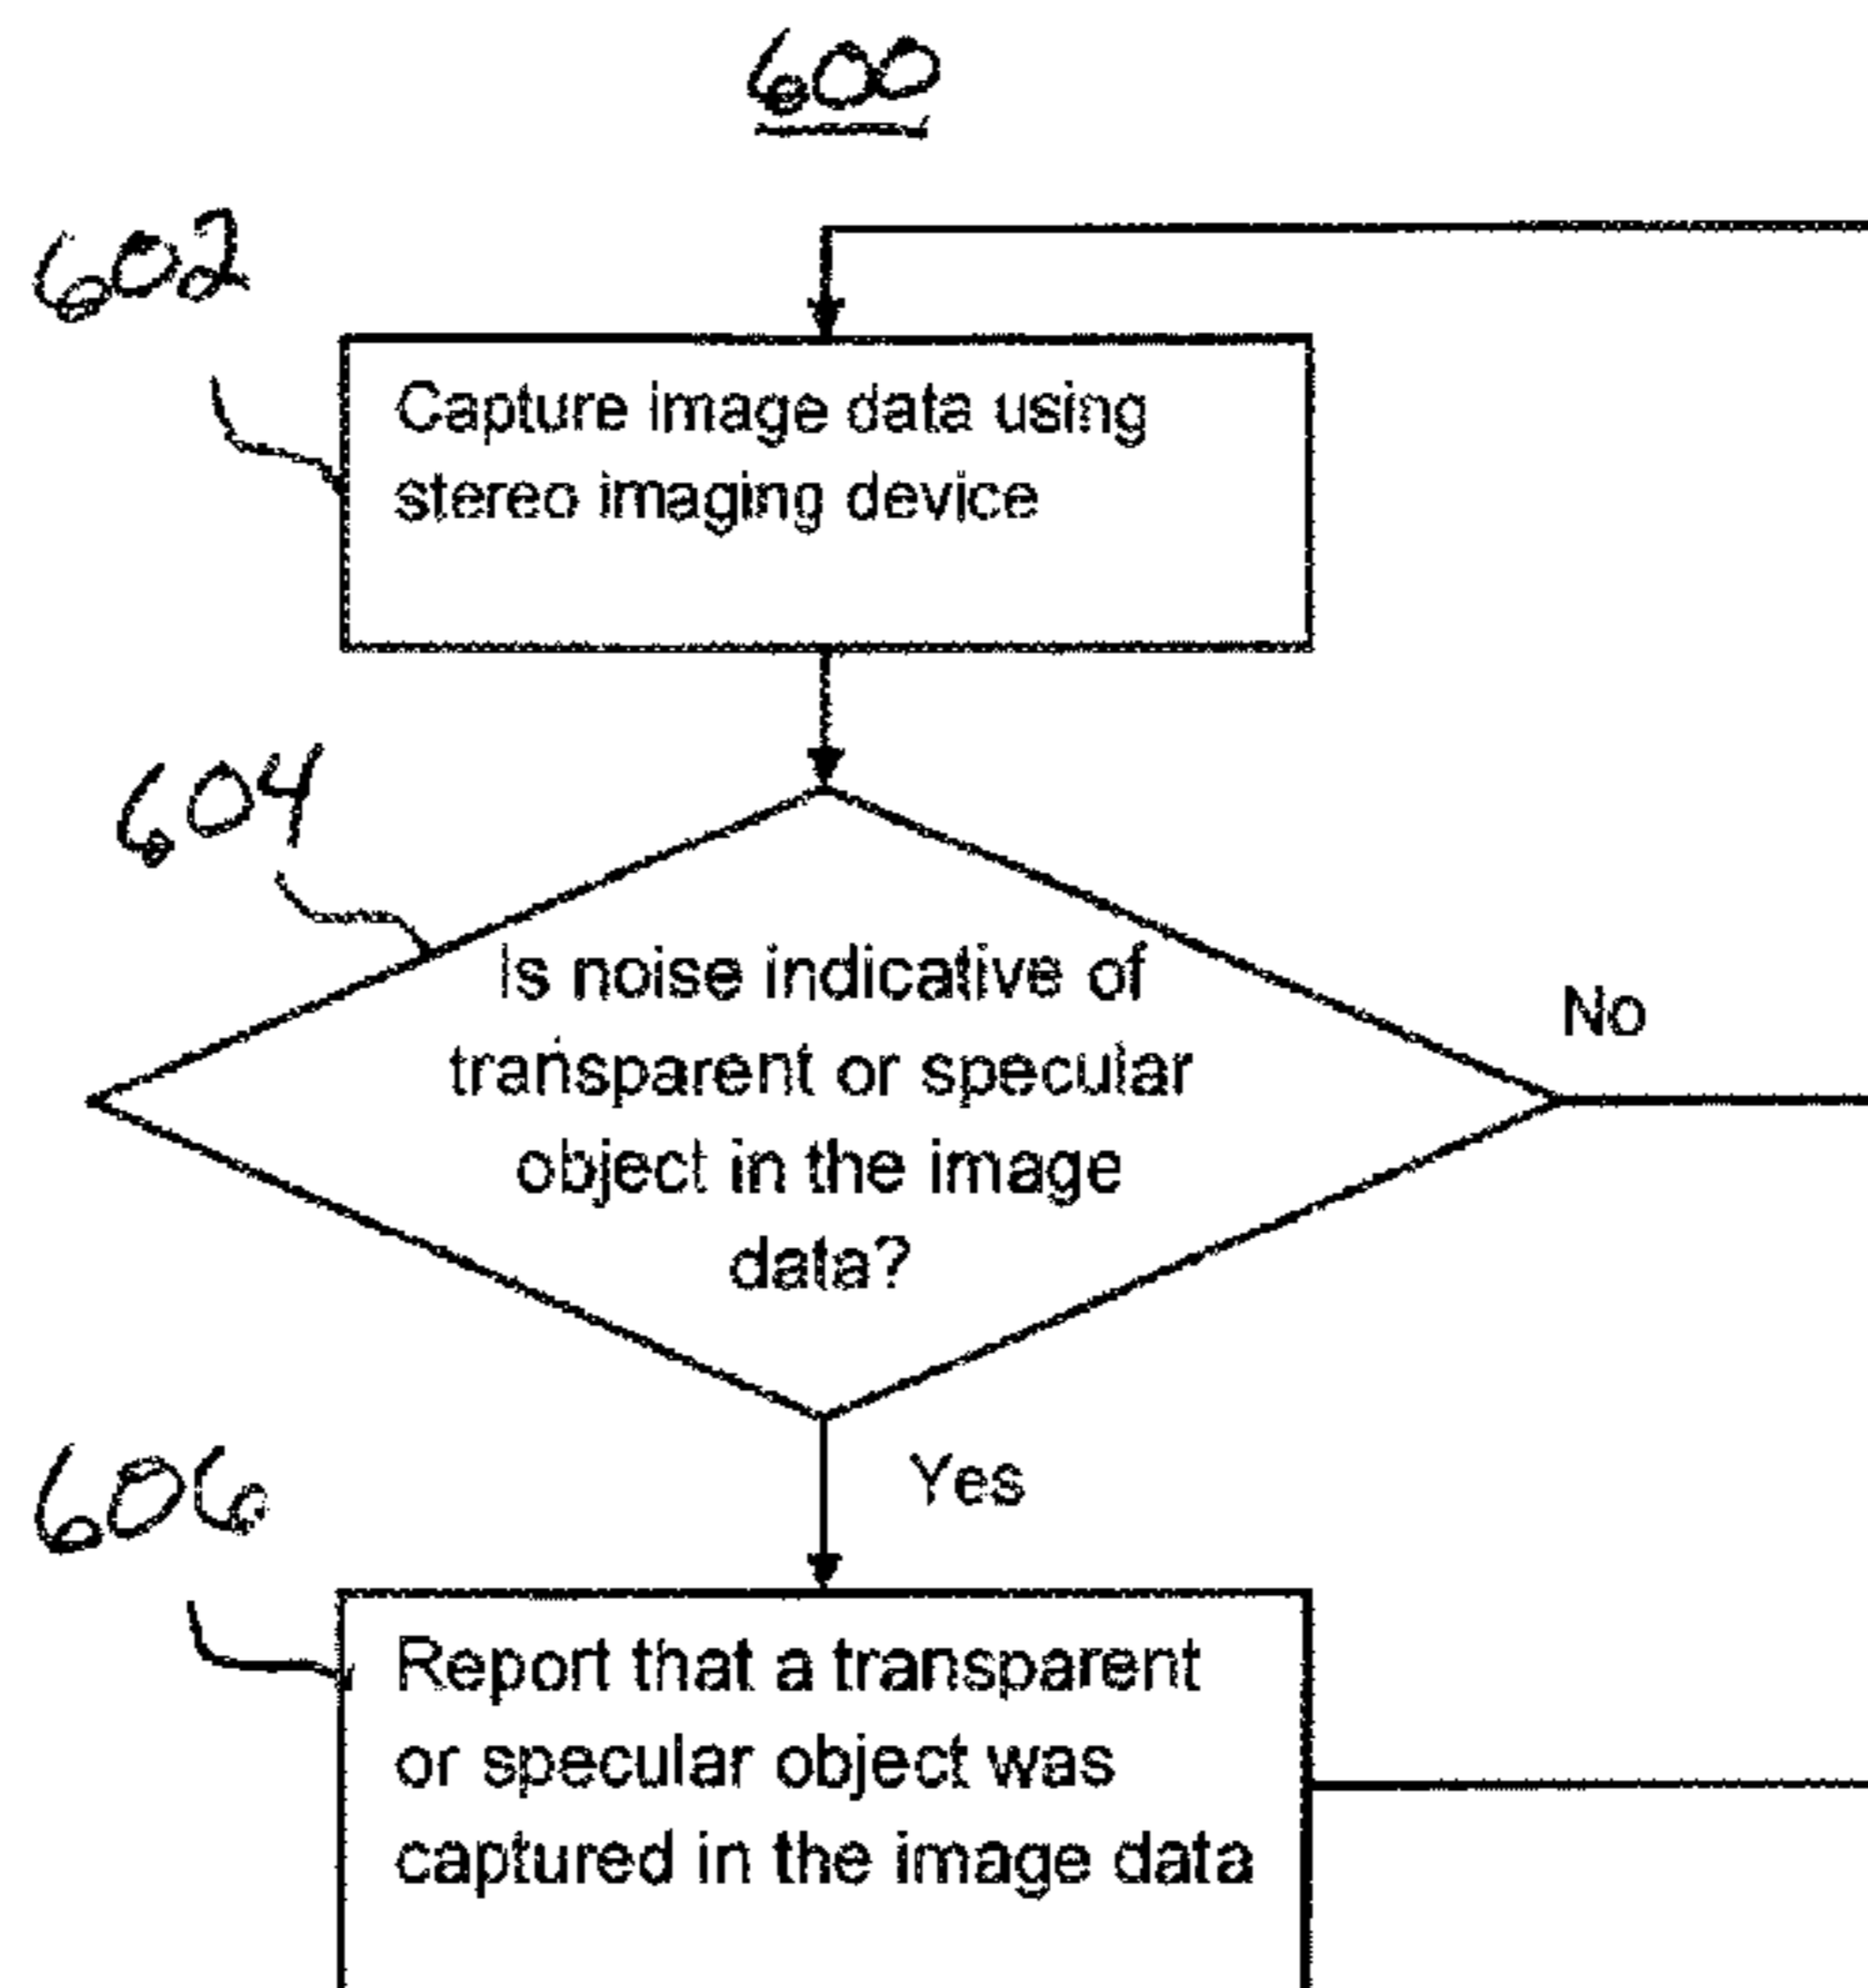 600
602
Capture image data using
stereo imaging device
604
Is noise indicative of
transparent or specular
object in the image
data?
No
Yes
606
Report that a transparent
or specular object was
captured in the image data